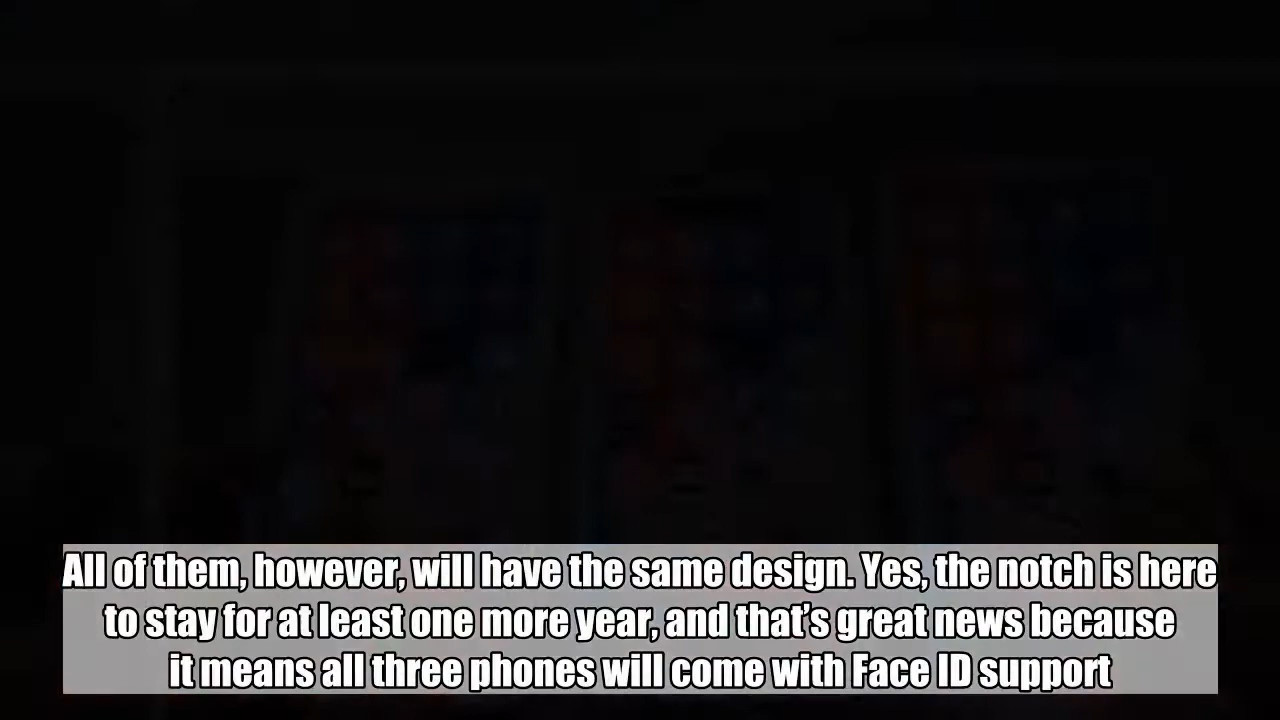 All of them, however, will have the same design. Yes, the notch is here
to stay for at least one more year, and that’s great news because
it means all three phones will come with Face ID support